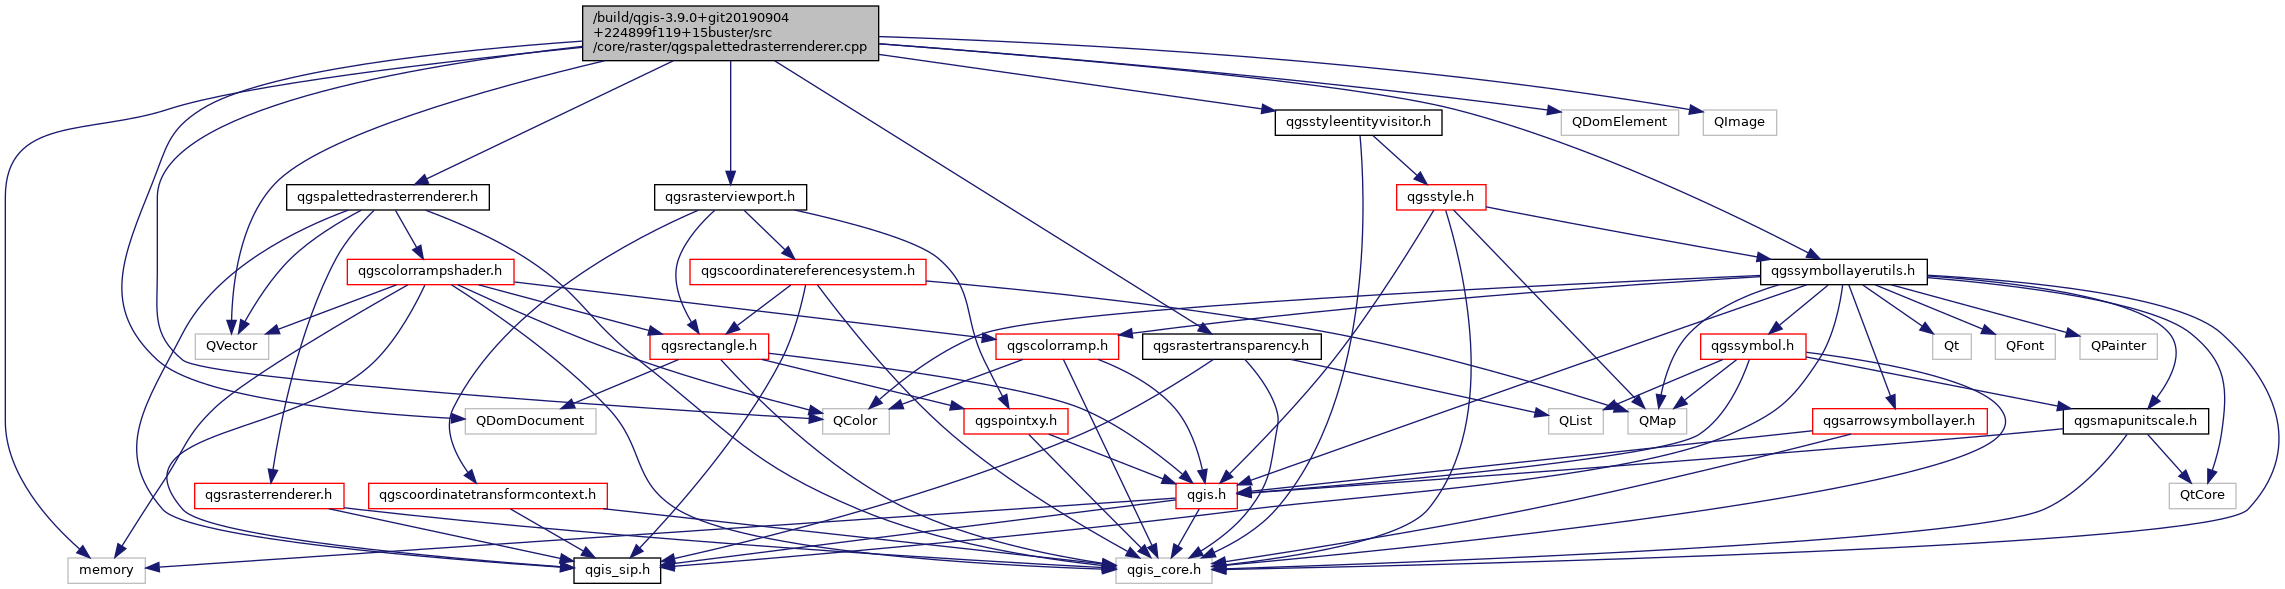 /build/qgis-3.9.0+git20190904
+224899f119+15buster/src
/core/raster/qgspalettedrasterrenderer.cpp
qgsstyleentityvisitor.h
QDomElement
QImage
qgspalettedrasterrenderer.h
qgsrasterviewport.h
qgsstyle.h
qgscolorrampshader.h
qgscoordinatereferencesystem.h
qgssymbollayerutils.h
QVector
qgsrectangle.h
qgscolorramp.h
qgsrastertransparency.h
qgssymbol.h
Qt
QFont
QPainter
QDomDocument
QColor
qgspointxy.h
QList
QMap
qgsarrowsymbollayer.h
qgsmapunitscale.h
qgsrasterrenderer.h
qgscoordinatetransformcontext.h
qgis.h
QtCore
memory
qgis_sip.h
qgis_core.h